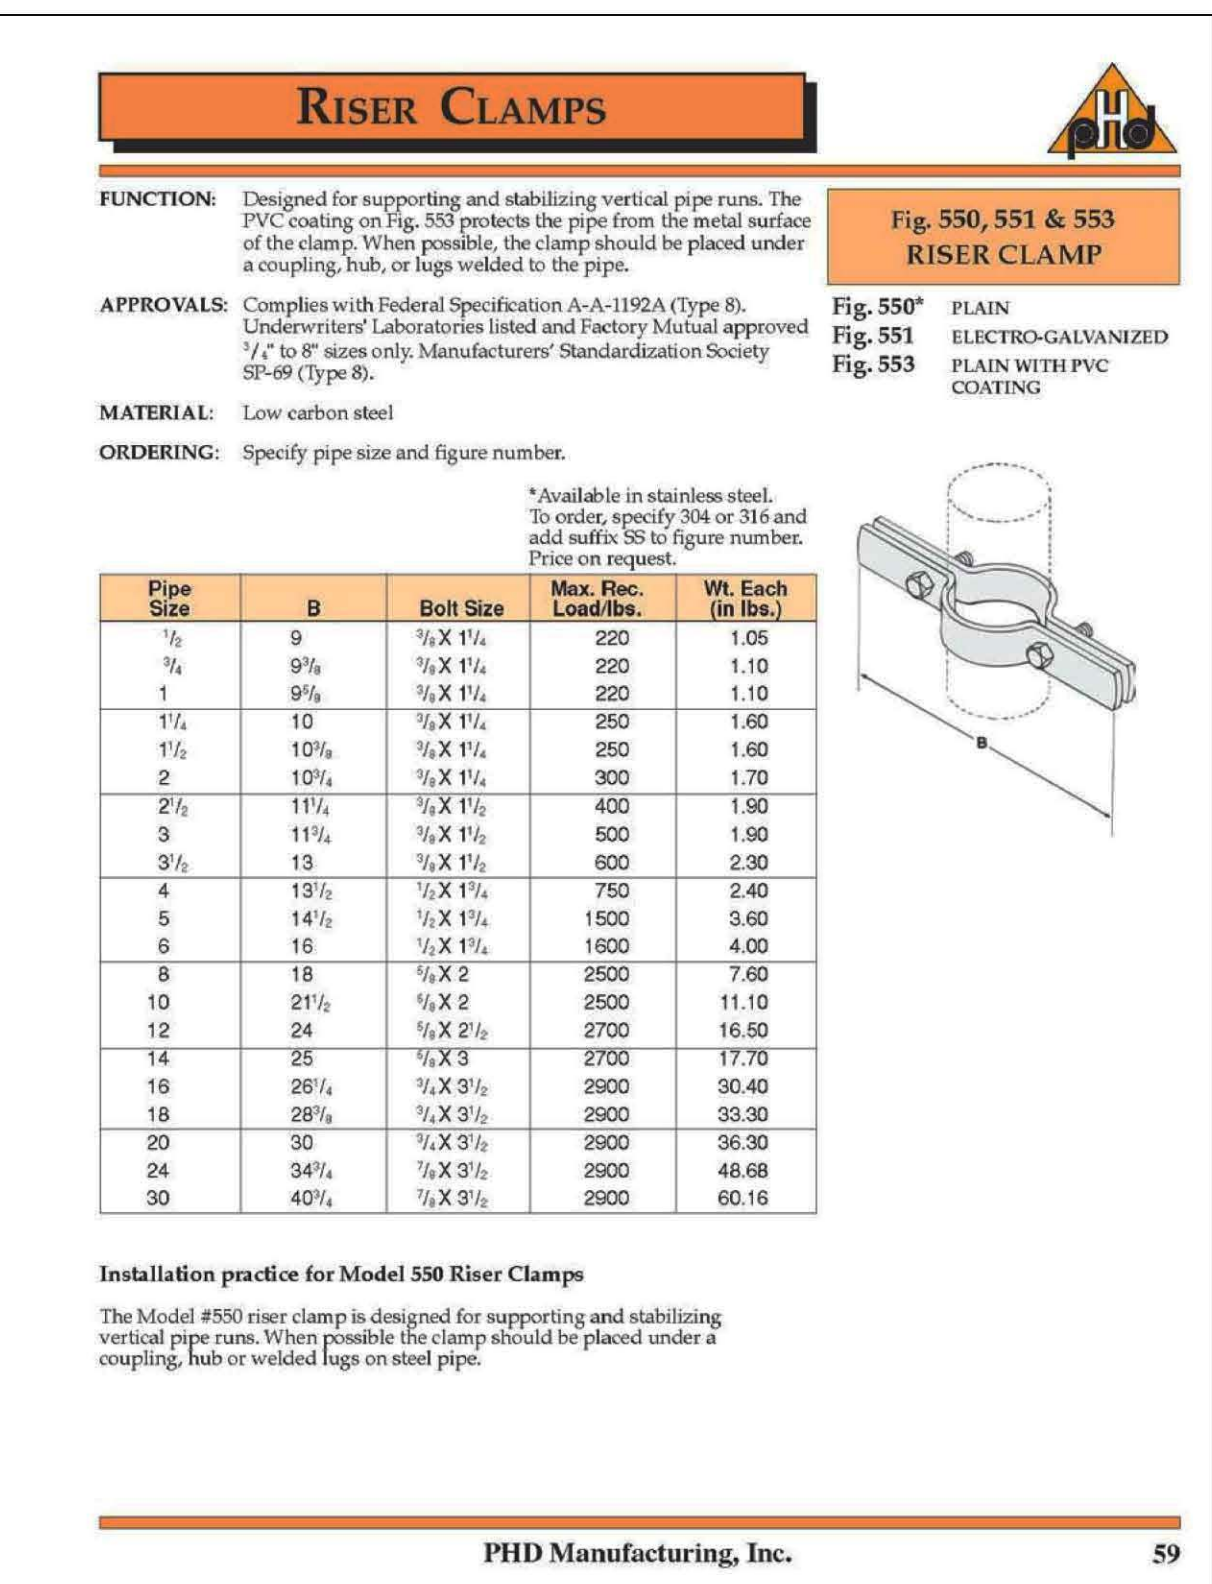 RISER CLAMPS
pHd
FUNCTION: Designed for supporting and stabilizing vertical pipe runs. The
PVC coating on Fig. 553 protects the pipe from the metal surface
of the clamp. When possible, the clamp should be placed under
a coupling, hub, or lugs welded to the pipe.
APPROVALS: Complies with Federal Specification A-A-1192A (Type 8).
Underwriters' Laboratories listed and Factory Mutual approved
3/4" to 8" sizes only. Manufacturers' Standardization Society
SP-69 (Type 8).
MATERIAL: Low carbon steel
ORDERING: Specify pipe size and figure number.
Fig. 550, 551 & 553
RISER CLAMP
Fig. 550* PLAIN
Fig. 551 ELECTRO-GALVANIZED
Fig. 553 PLAIN WITH PVC
COATING
*Available in stainless steel.
To order, specify 304 or 316 and
add suffix SS to figure number.
Price on request.
Pipe Size B Bolt Size Max. Rec. Load/lbs. Wt. Each (in lbs.)
1/2 9 3/8 X 1 1/4 220 1.05
3/4 9 3/8 3/8 X 1 1/4 220 1.10
1 9 5/8 3/8 X 1 1/4 220 1.10
1 1/4 10 3/8 X 1 1/4 250 1.60
1 1/2 10 3/8 3/8 X 1 1/4 250 1.60
2 10 3/4 3/8 X 1 1/4 300 1.70
2 1/2 11 1/4 3/8 X 1 1/2 400 1.90
3 11 3/4 3/8 X 1 1/2 500 1.90
3 1/2 13 3/8 X 1 1/2 600 2.30
4 13 1/2 1/2 X 1 3/4 750 2.40
5 14 1/2 1/2 X 1 3/4 1500 3.60
6 16 1/2 X 1 3/4 1600 4.00
8 18 5/8 X 2 2500 7.60
10 21 1/2 5/8 X 2 2500 11.10
12 24 5/8 X 2 1/2 2700 16.50
14 25 5/8 X 3 2700 17.70
16 26 1/4 3/4 X 3 1/2 2900 30.40
18 28 3/8 3/4 X 3 1/2 2900 33.30
20 30 3/4 X 3 1/2 2900 36.30
24 34 3/4 7/8 X 3 1/2 2900 48.68
30 40 3/4 7/8 X 3 1/2 2900 60.16
B
Installation practice for Model 550 Riser Clamps
The Model #550 riser clamp is designed for supporting and stabilizing
vertical pipe runs. When possible the clamp should be placed under a
coupling, hub or welded lugs on steel pipe.
PHD Manufacturing, Inc.
59